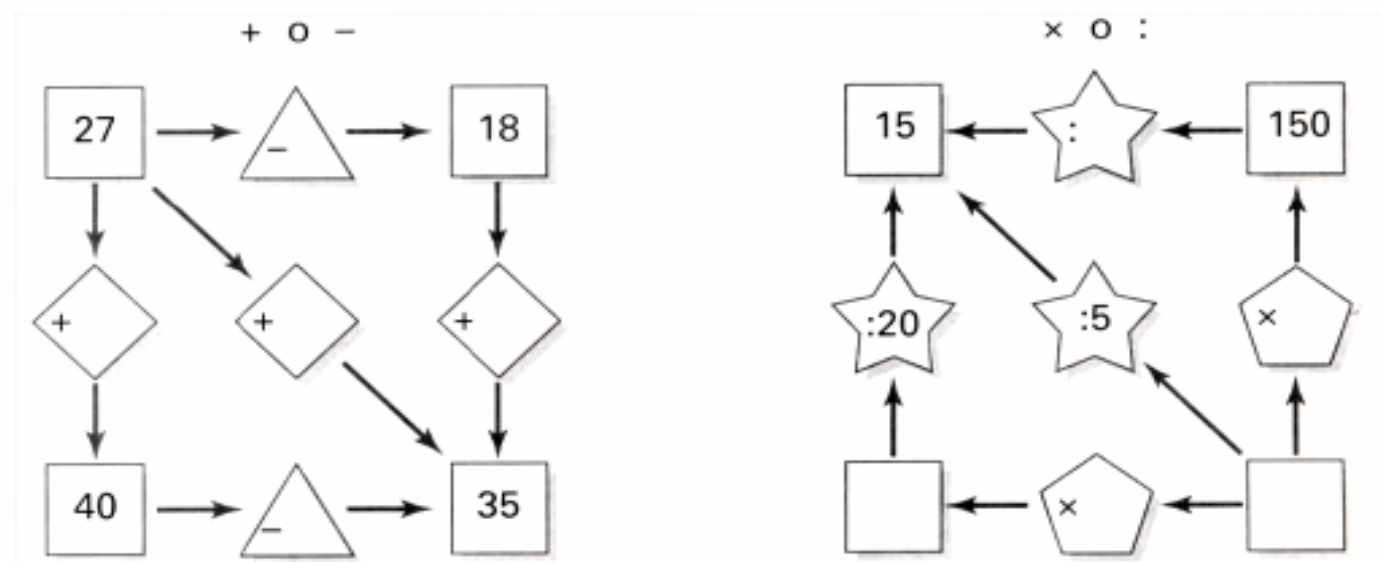 + o − × o :
27 − 18 15 : 150
+ + + :20 :5 ×
40 − 35 ×